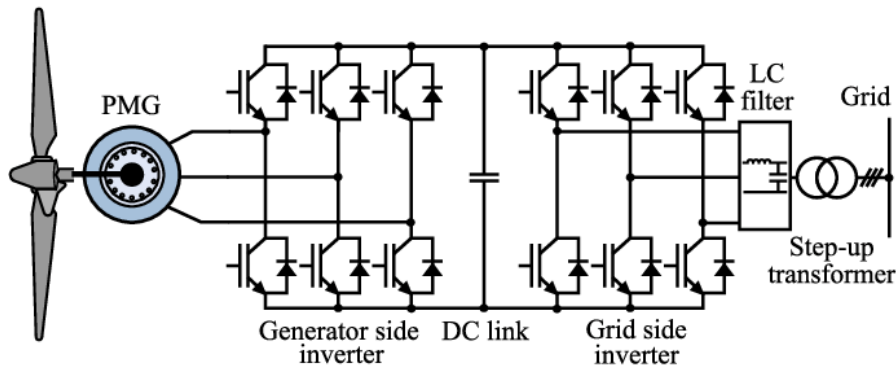 PMG
LC
filter
Grid
Step-up
transformer
Generator side
inverter
DC link
Grid side
inverter